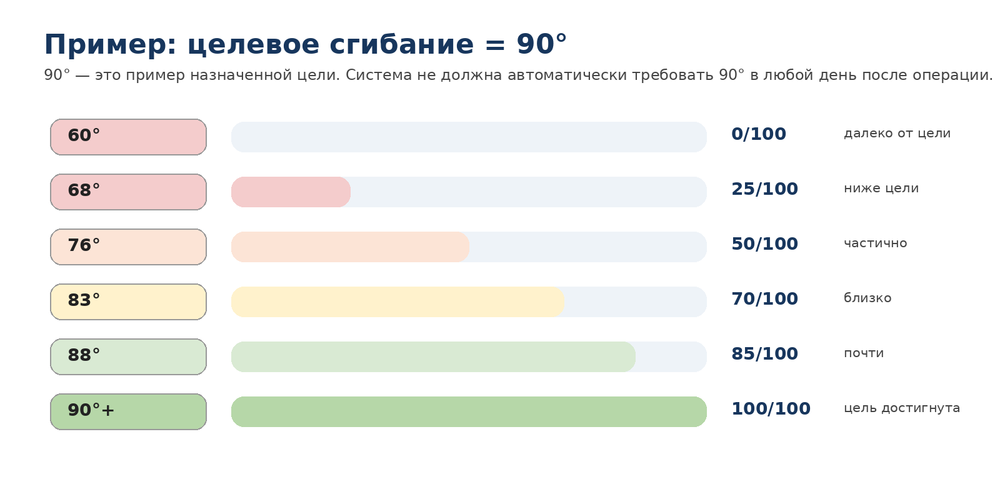 Пример: целевое сгибание = 90°
90° — это пример назначенной цели. Система не должна автоматически требовать 90° в любой день после операции.
60° 0/100 далеко от цели
68° 25/100 ниже цели
76° 50/100 частично
83° 70/100 близко
88° 85/100 почти
90°+ 100/100 цель достигнута